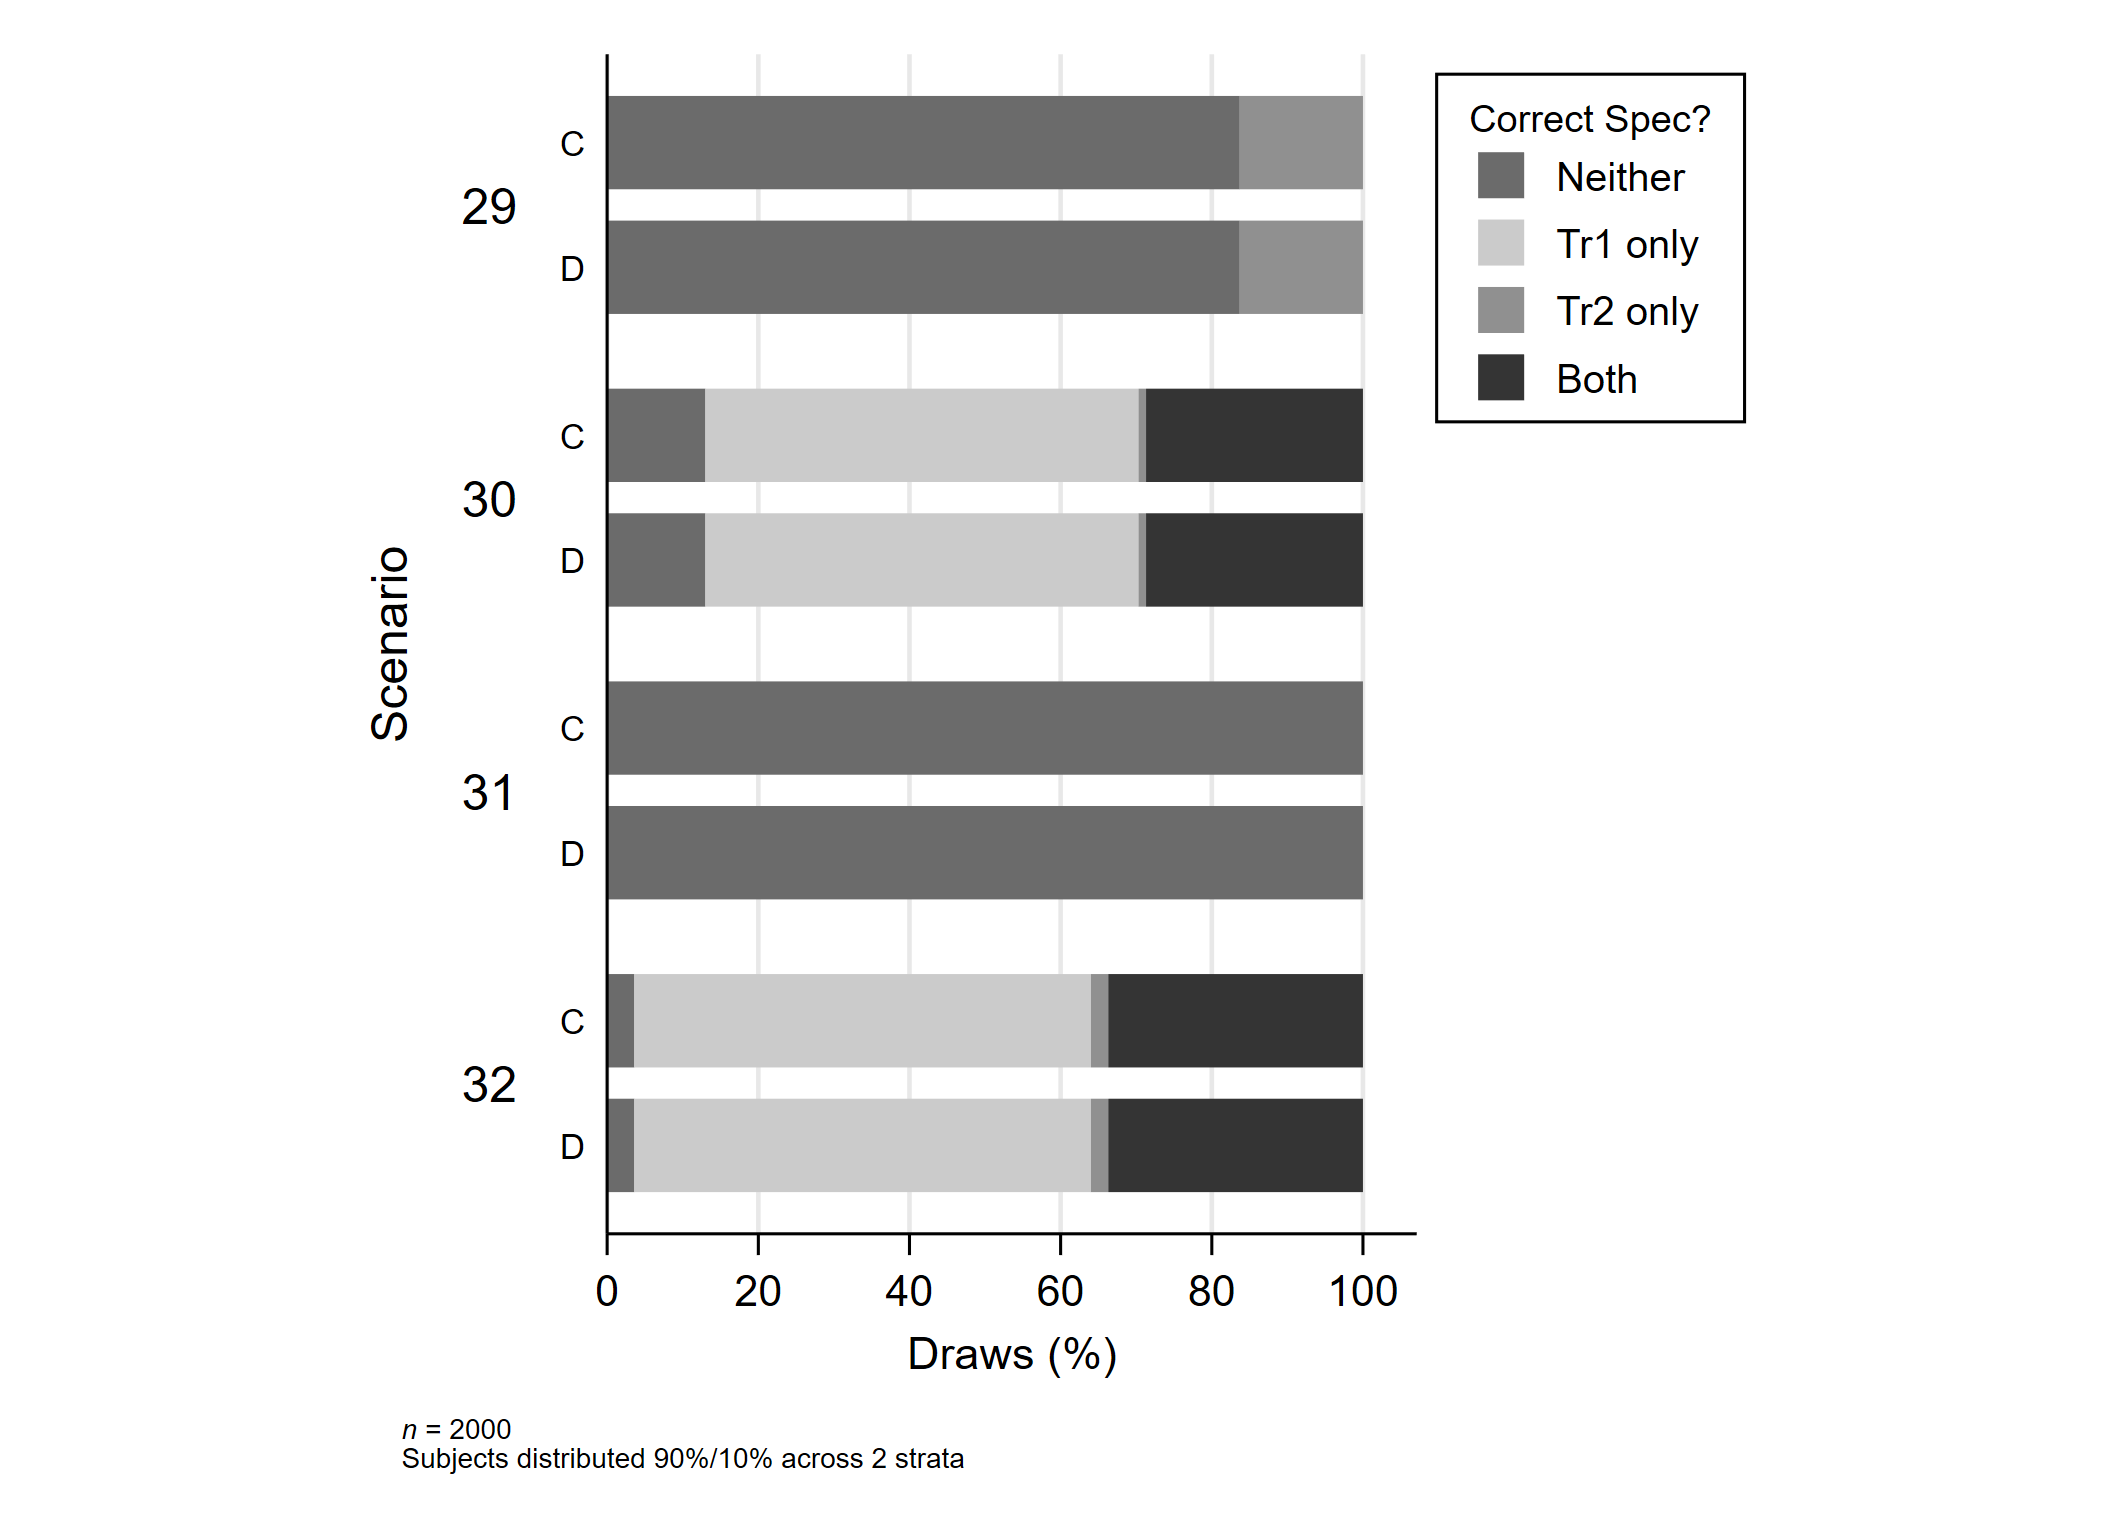 Correct Spec?
Neither
Tr1 only
Tr2 only
Both
Scenario
29
C
D
30
C
D
31
C
D
32
C
D
0 20 40 60 80 100
Draws (%)
n = 2000
Subjects distributed 90%/10% across 2 strata